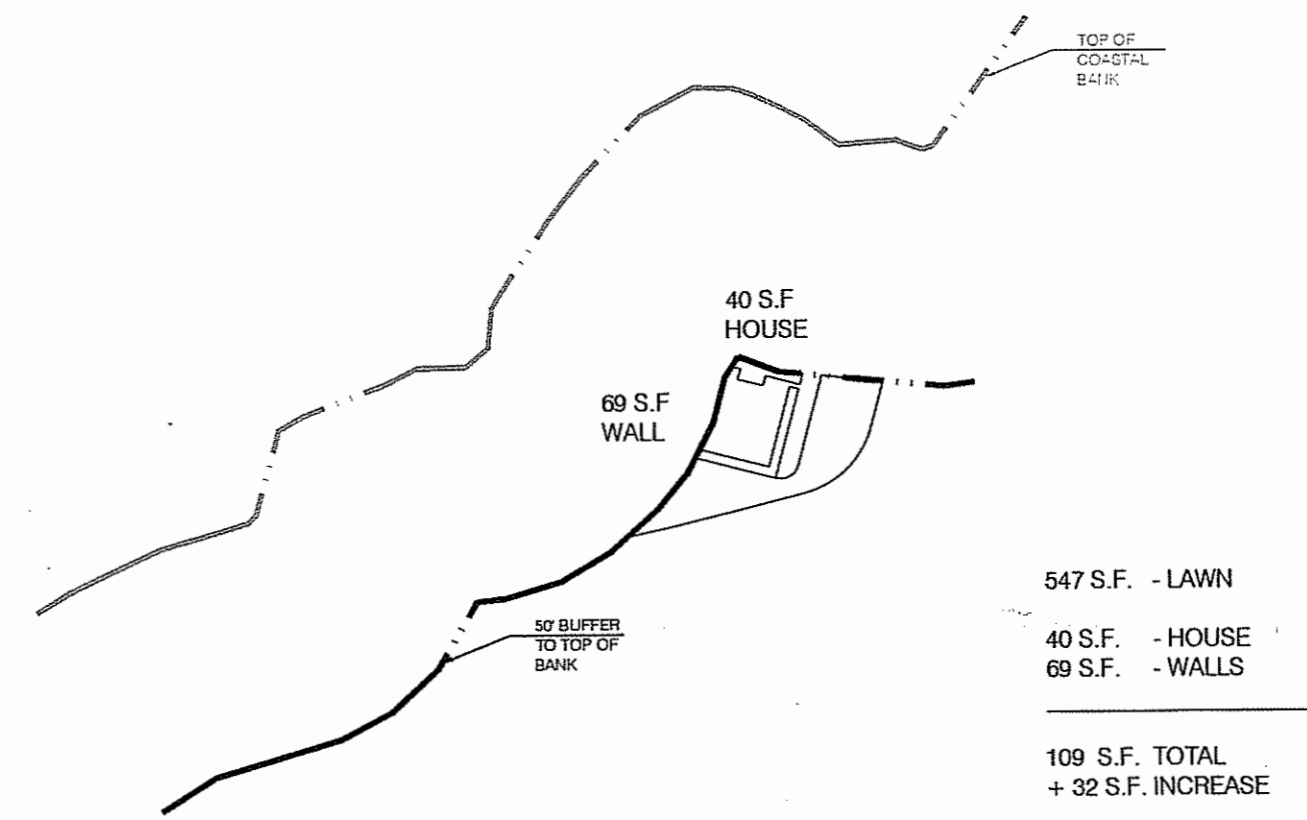 TOP OF
COASTAL
BANK
40 S.F
HOUSE
69 S.F
WALL
50' BUFFER
TO TOP OF
BANK
547 S.F. - LAWN
40 S.F. - HOUSE
69 S.F. - WALLS
109 S.F. TOTAL
+ 32 S.F. INCREASE